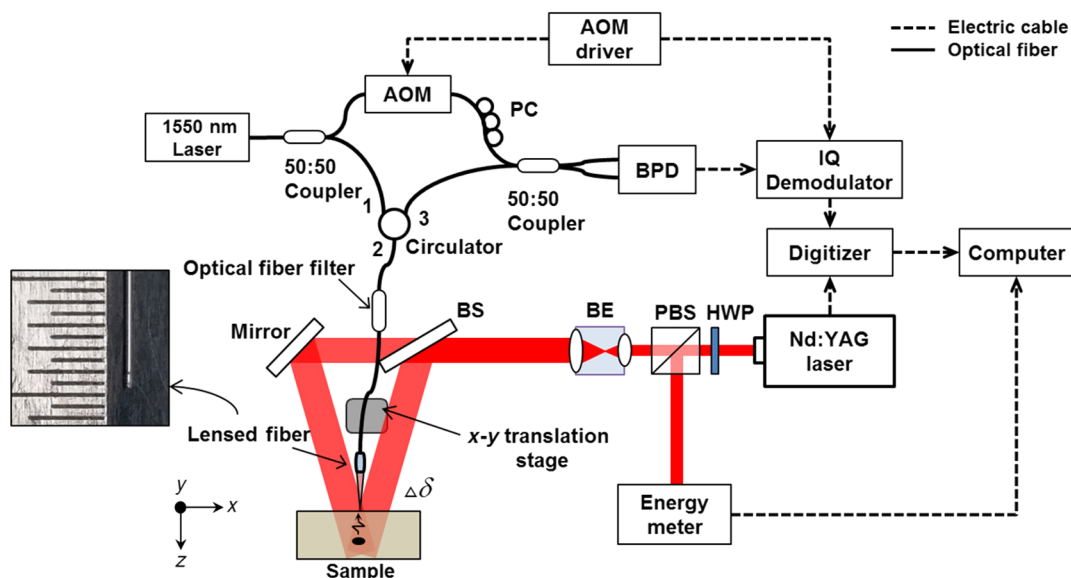 AOM
driver
Electric cable
Optical fiber
AOM
PC
1550 nm
Laser
50:50
Coupler
1
3
2
Circulator
50:50
Coupler
BPD
IQ
Demodulator
Digitizer
Computer
Optical fiber filter
Mirror
BS
BE
PBS
HWP
Nd:YAG
laser
Lensed fiber
x-y translation
stage
△δ
Energy
meter
y
x
z
Sample